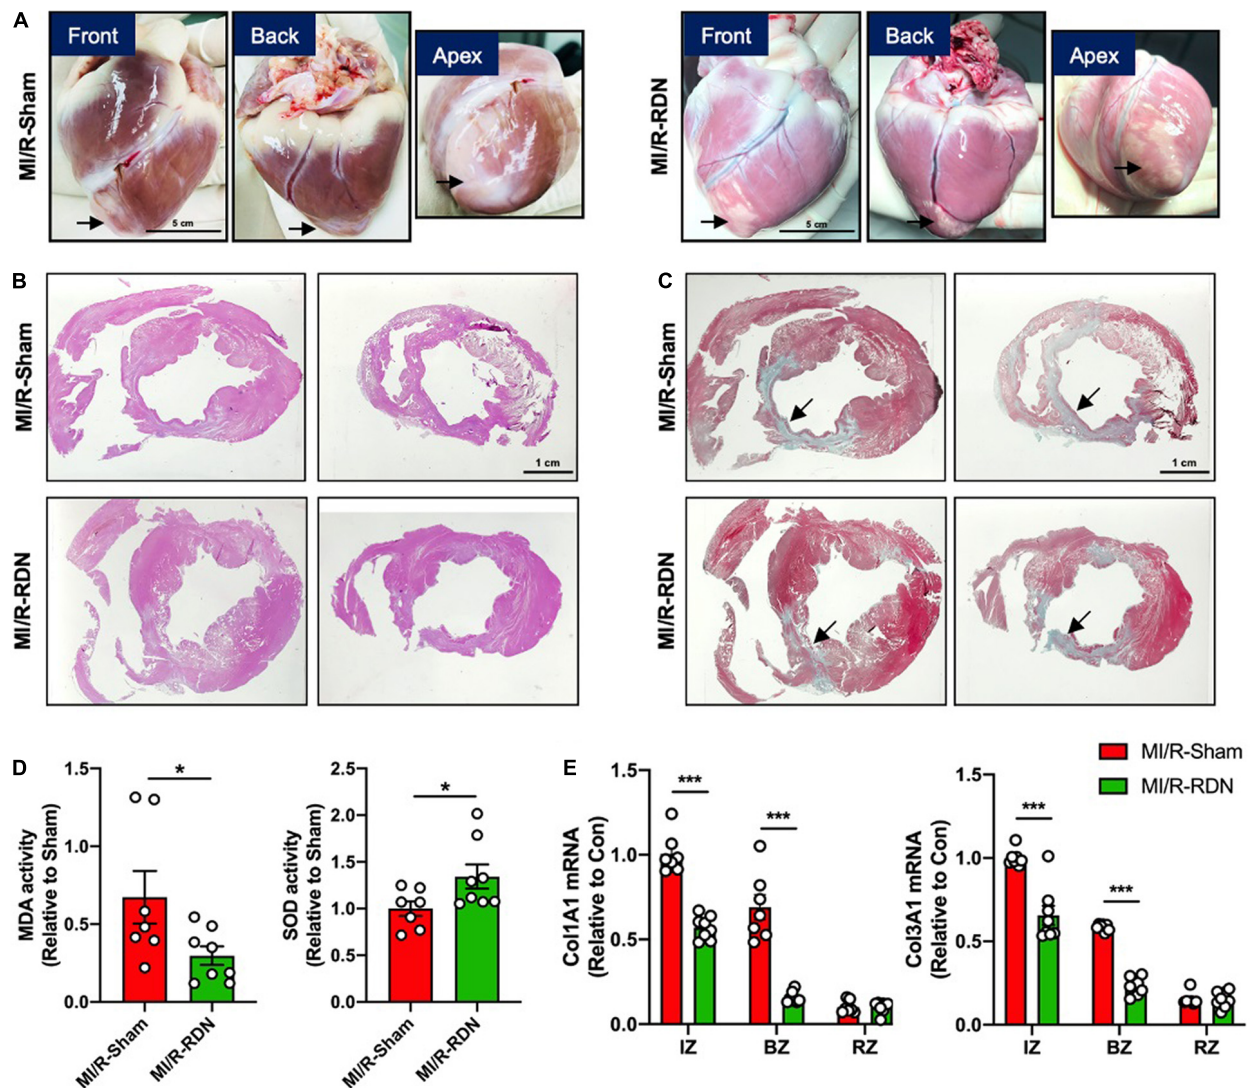 A
MI/R-Sham
Front
Back
Apex
5 cm
MI/R-RDN
Front
Back
Apex
5 cm
B
MI/R-Sham
1 cm
MI/R-RDN
C
MI/R-Sham
1 cm
MI/R-RDN
D
MDA activity
(Relative to Sham)
1.5
1.0
0.5
0.0
*
MI/R-Sham
MI/R-RDN
SOD activity
(Relative to Sham)
2.5
2.0
1.5
1.0
0.5
0.0
*
MI/R-Sham
MI/R-RDN
E
MI/R-Sham
MI/R-RDN
Col1A1 mRNA
(Relative to Con)
1.5
1.0
0.5
0.0
***
***
IZ
BZ
RZ
Col3A1 mRNA
(Relative to Con)
1.5
1.0
0.5
0.0
***
***
IZ
BZ
RZ